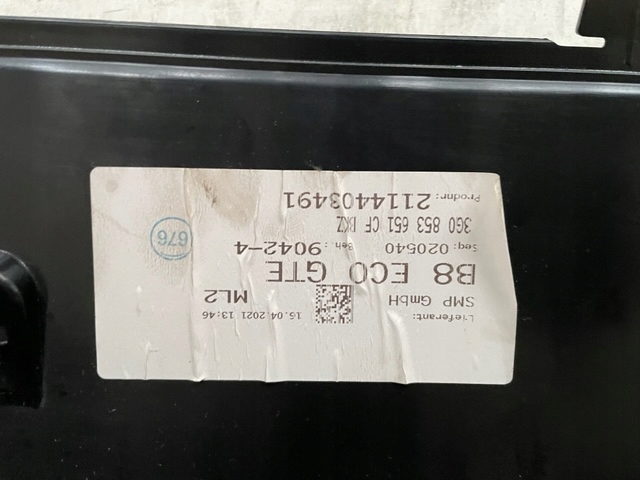 Lieferant:
SMP GmbH
15.04.2021 13:46
ML2
B8 ECO GTE
Seq: 020540
Beh.: 9042-4
3G0 853 651 CF BKZ
Prodnr: 2114403491
676